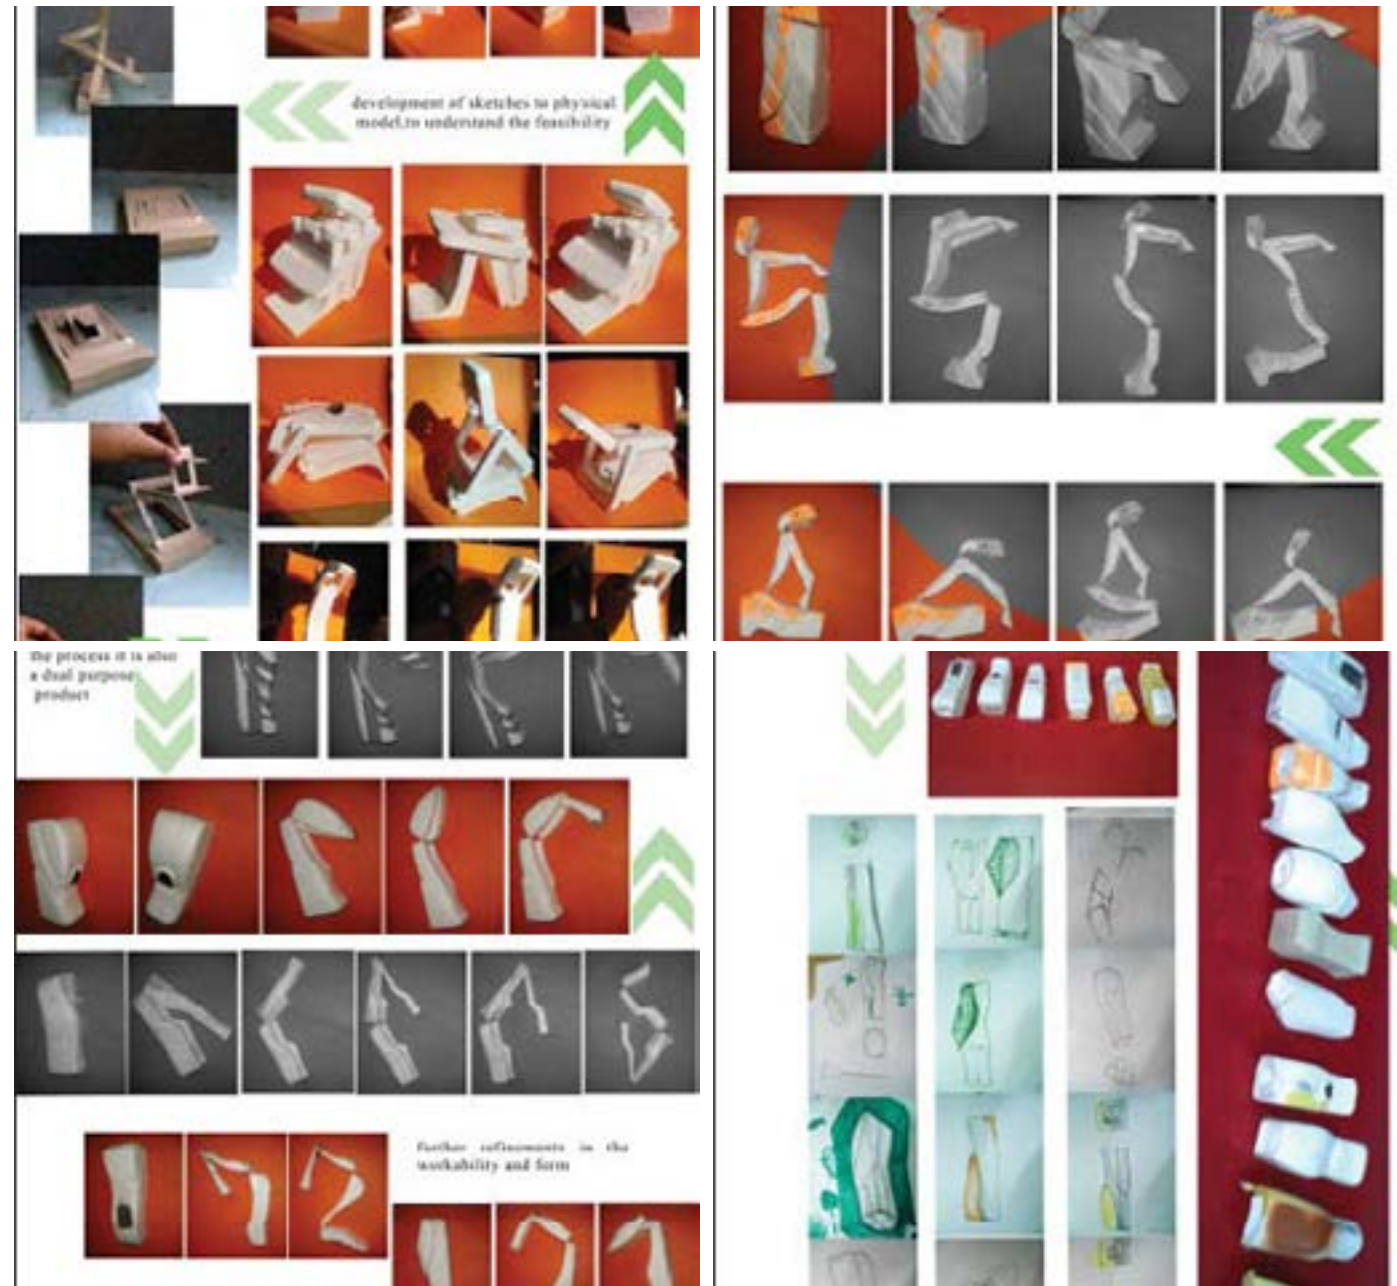 development of sketches to physical
model,to understand the feasibility
the process it is also
a dual purpose
product
further refinements in the
workability and form